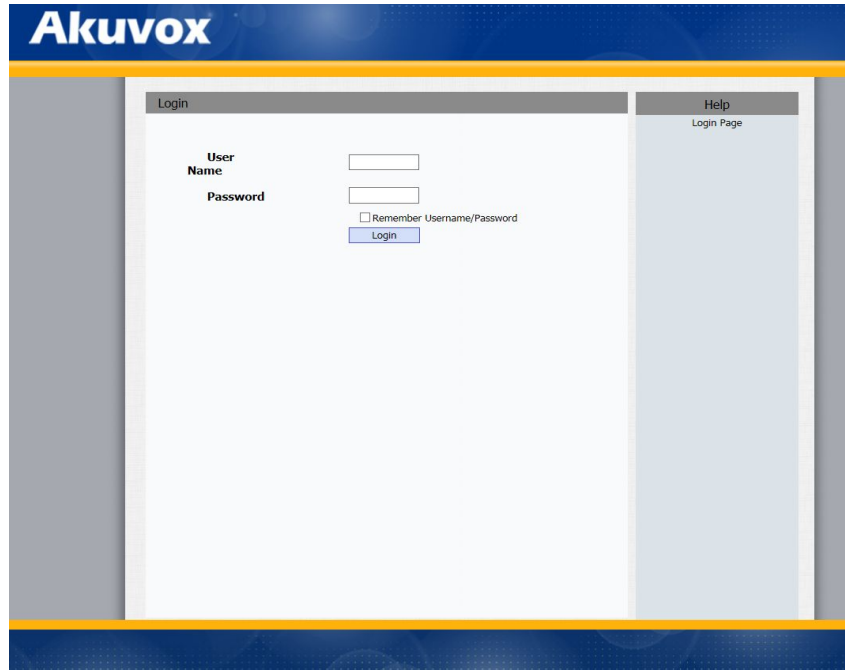 Akuvox
Login
User
Name
Password
Remember Username/Password
Login
Help
Login Page